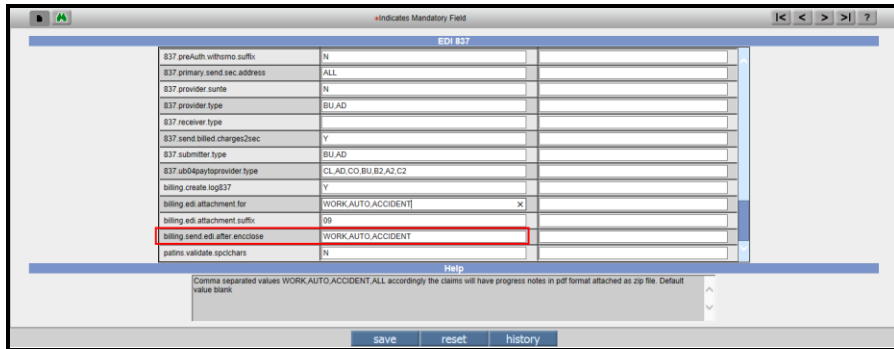 *Indicates Mandatory Field
|< < > >| ?
EDI 837
837.preAuth.withsrno.suffix N
837.primary.send.sec.address ALL
837.provider.sunte N
837.provider.type BU,AD
837.receiver.type
837.send.billed.charges2sec Y
837.submitter.type BU,AD
837.ub04paytoprovider.type CL,AD,CO,BU,B2,A2,C2
billing.create.log837 Y
billing.edi.attachment.for WORK,AUTO,ACCIDENT x
billing.edi.attachment.suffix 09
billing.send.edi.after.encclose WORK,AUTO,ACCIDENT
patins.validate.spclchars N
Help
Comma separated values WORK,AUTO,ACCIDENT,ALL accordingly the claims will have progress notes in pdf format attached as zip file. Default
value blank
save reset history